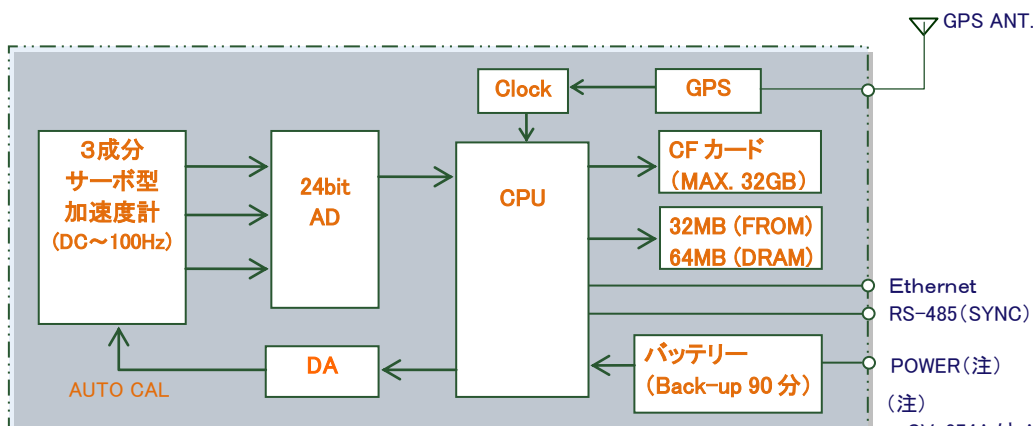 GPS ANT.
Clock
GPS
3成分
サーボ型
加速度計
(DC～100Hz)
24bit
AD
CPU
CF カード
(MAX. 32GB)
32MB (FROM)
64MB (DRAM)
Ethernet
RS-485(SYNC)
DA
バッテリー
(Back-up 90 分)
POWER(注)
AUTO CAL
(注)